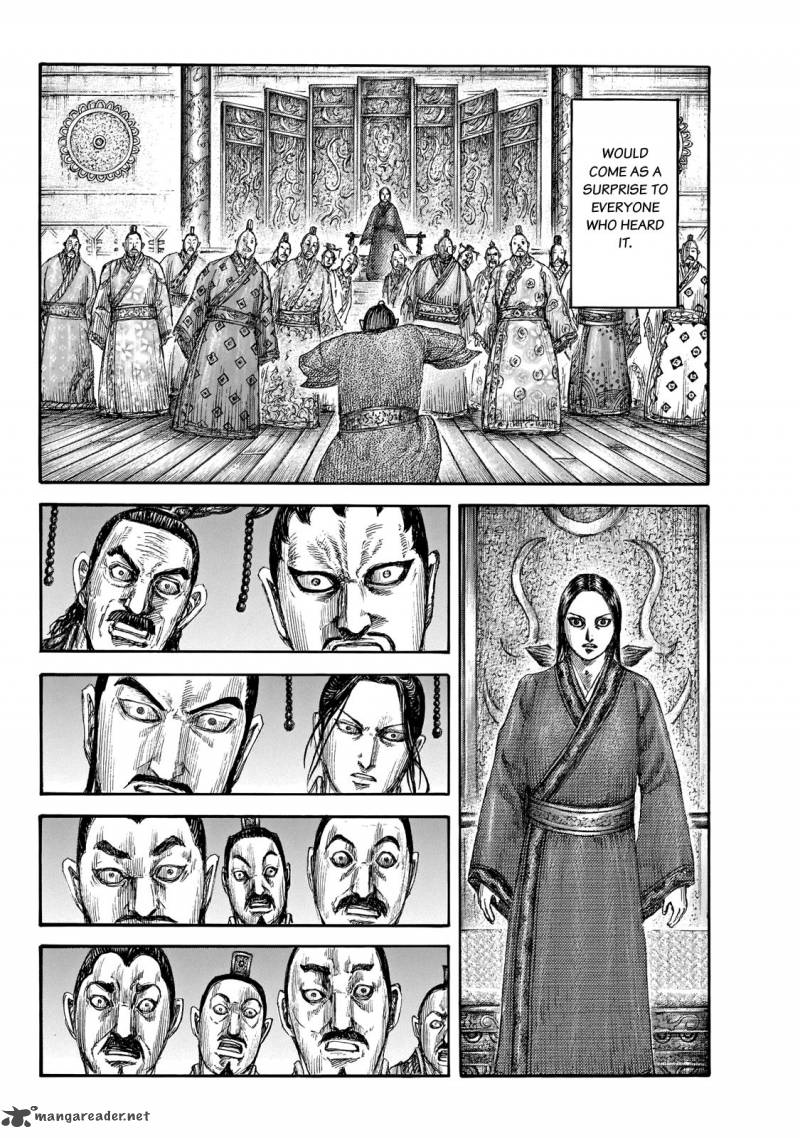 WOULD
COME AS A
SURPRISE TO
EVERYONE
WHO HEARD
IT.
mangareader.net